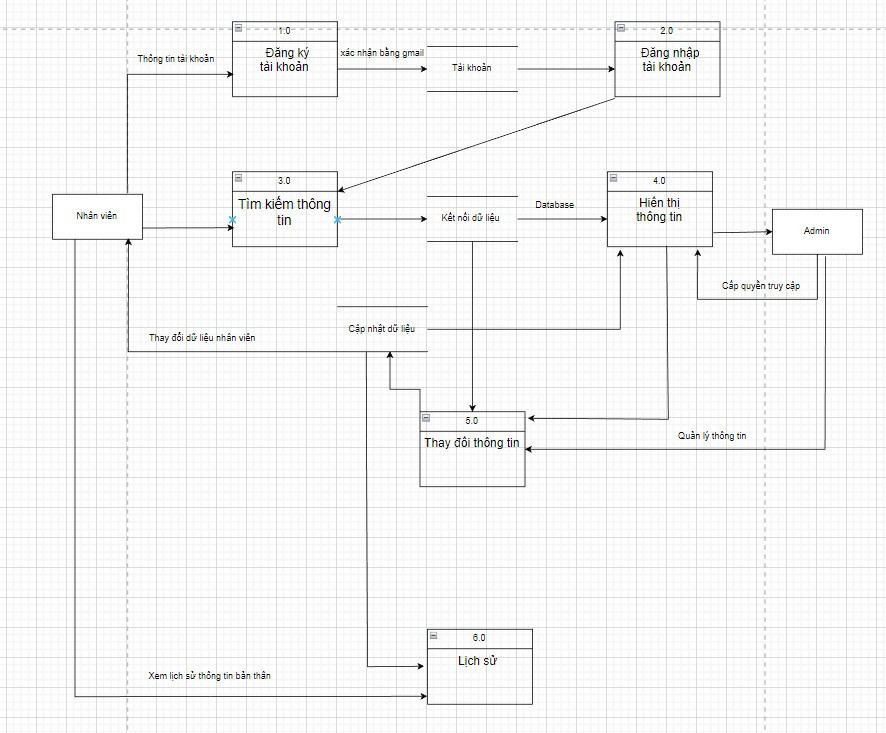 1.0
Đăng ký
tài khoản
2.0
Đăng nhập
tài khoản
Thông tin tài khoản
xác nhận bằng gmail
Tài khoản
3.0
Tìm kiếm thông
tin
4.0
Hiển thị
thông tin
Nhân viên
Kết nối dữ liệu
Database
Admin
Cấp quyền truy cập
Cập nhật dữ liệu
Thay đổi dữ liệu nhân viên
5.0
Thay đổi thông tin
Quản lý thông tin
6.0
Lịch sử
Xem lịch sử thông tin bản thân